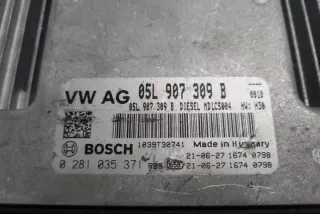 VW AG 05L 907 309 B
05L 907 309 B DIESEL MD1CS004 HW: H30
BOSCH 1039T30741 Made in Hungary
21-06-27 1674 0798
0 281 035 371 21-06-27 1674 0798